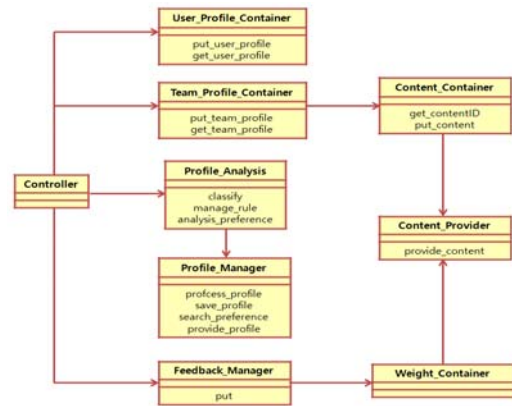 User_Profile_Container
put_user_profile
get_user_profile
Team_Profile_Container
put_team_profile
get_team_profile
Content_Container
get_contentID
put_content
Controller
Profile_Analysis
classify
manage_rule
analysis_preference
Content_Provider
provide_content
Profile_Manager
profcess_profile
save_profile
search_preference
provide_profile
Feedback_Manager
put
Weight_Container